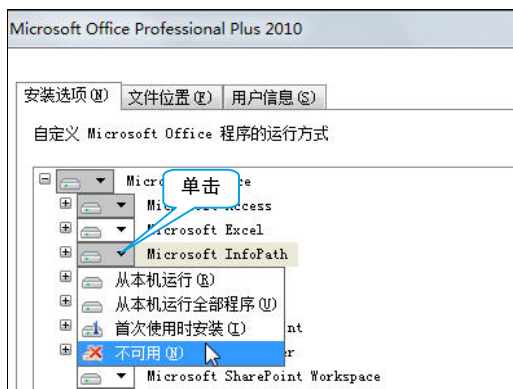 Microsoft Office Professional Plus 2010
安装选项(N) 文件位置(F) 用户信息(S)
自定义 Microsoft Office 程序的运行方式
单击
Microsoft Excel
Microsoft InfoPath
从本机运行(R)
从本机运行全部程序(U)
首次使用时安装(I)
不可用(N)
Microsoft SharePoint Workspace